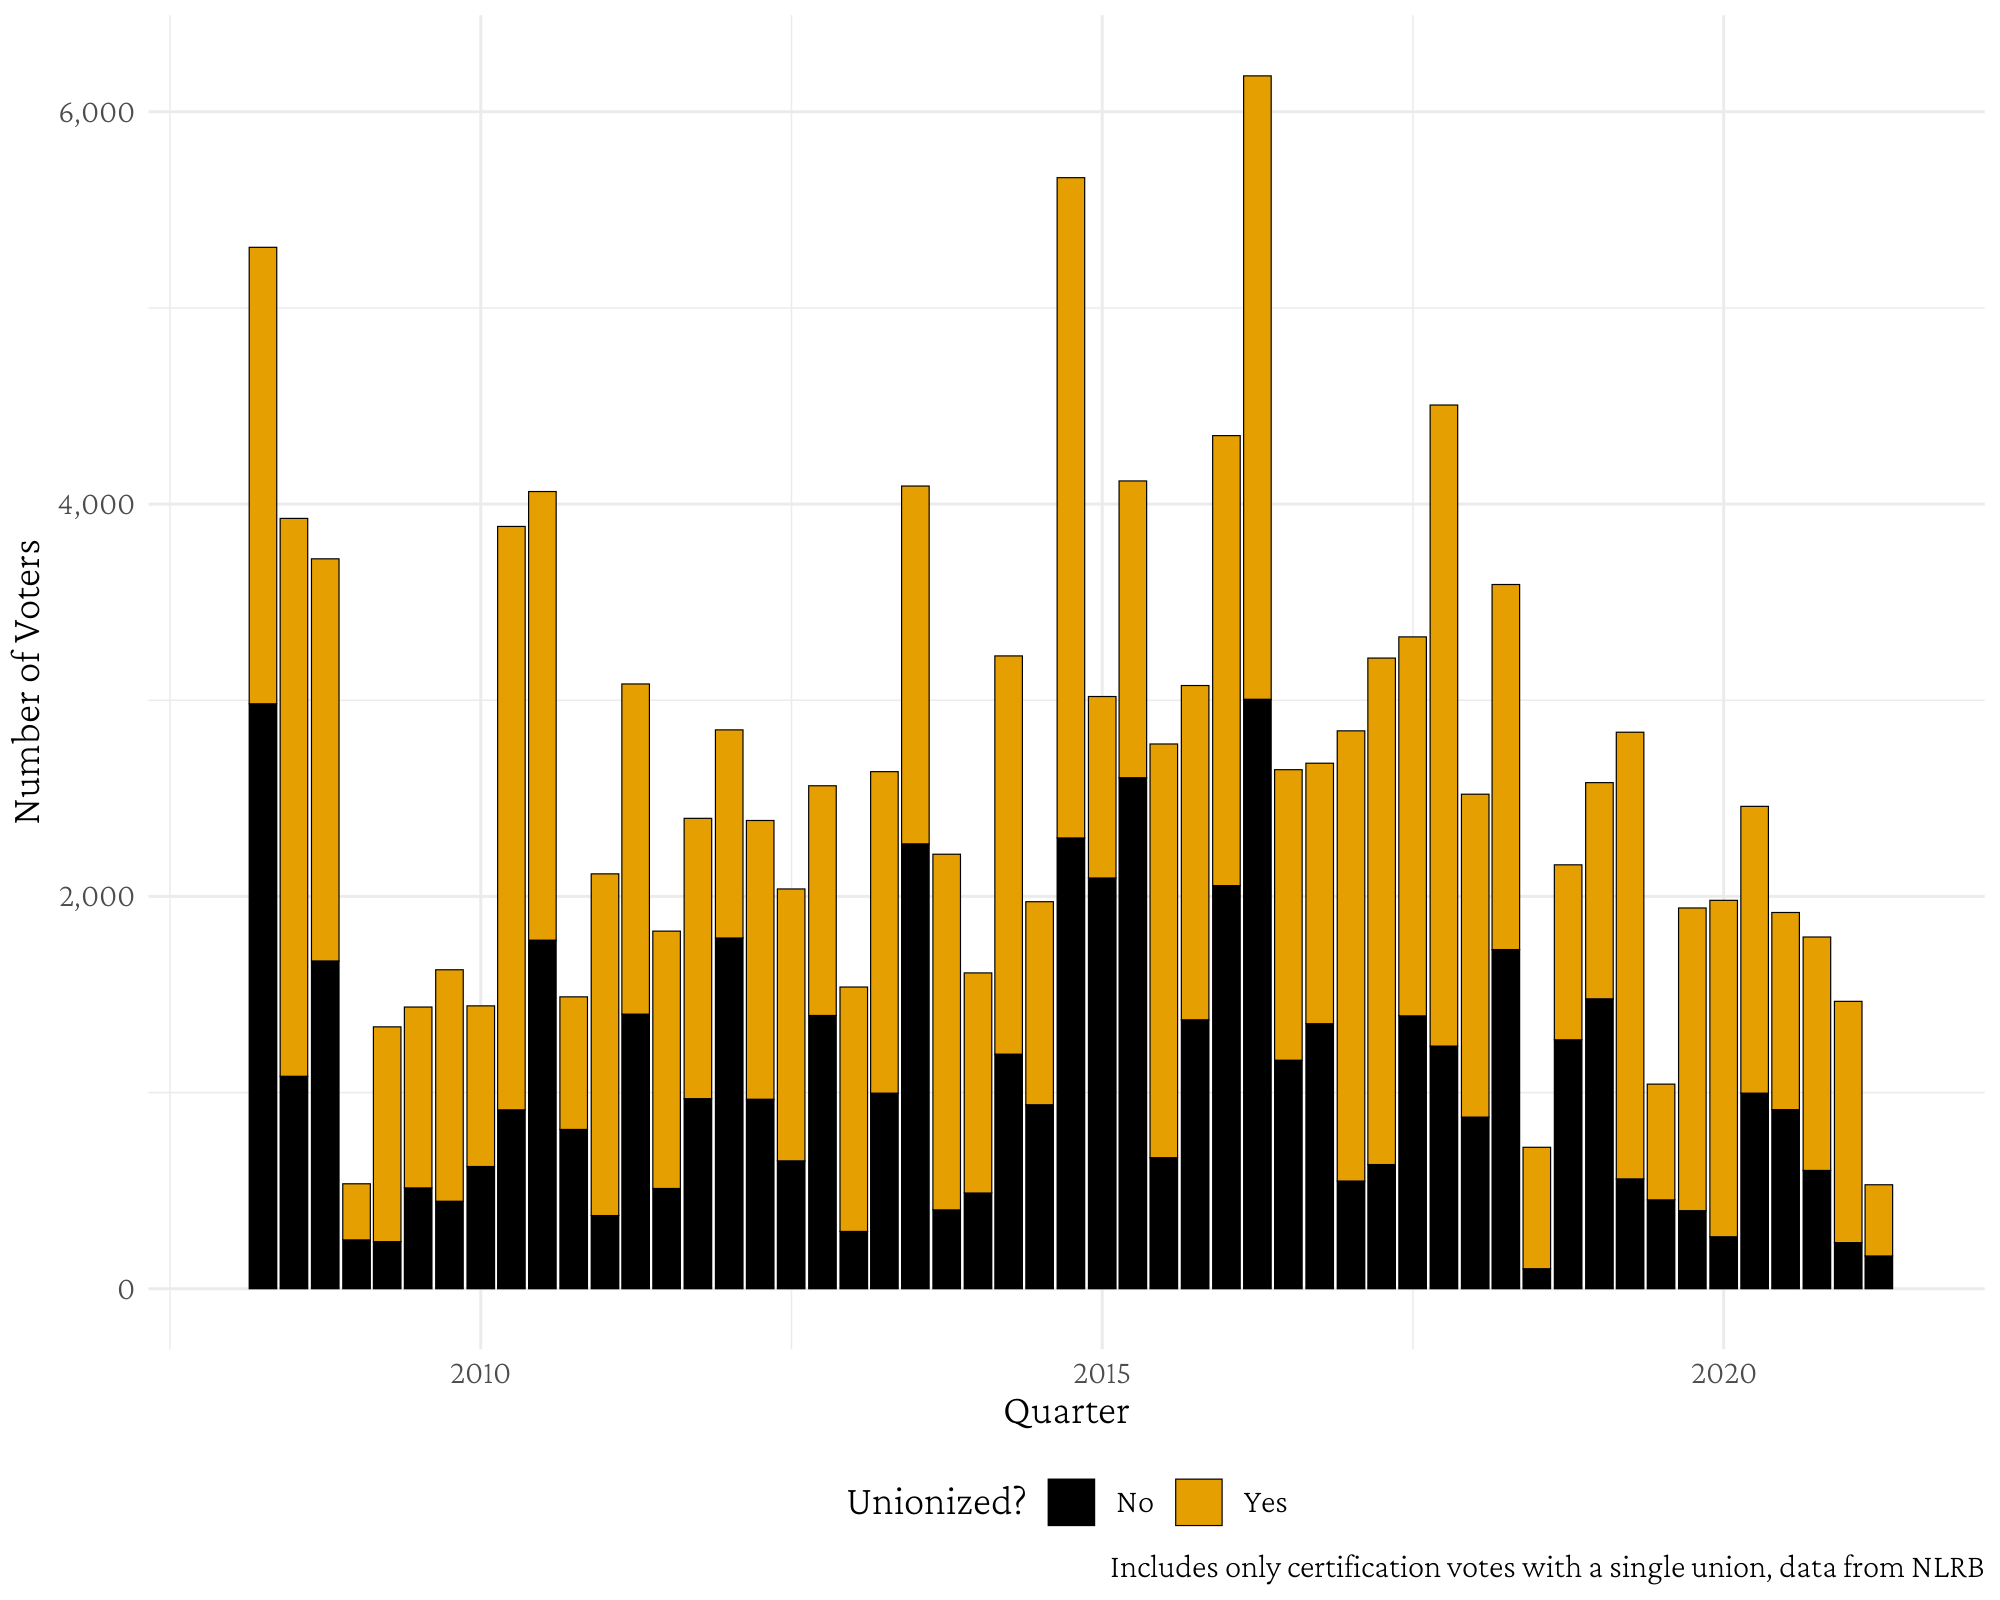 6,000
4,000
2,000
0
Number of Voters
2010
2015
2020
Quarter
Unionized? No Yes
Includes only certification votes with a single union, data from NLRB